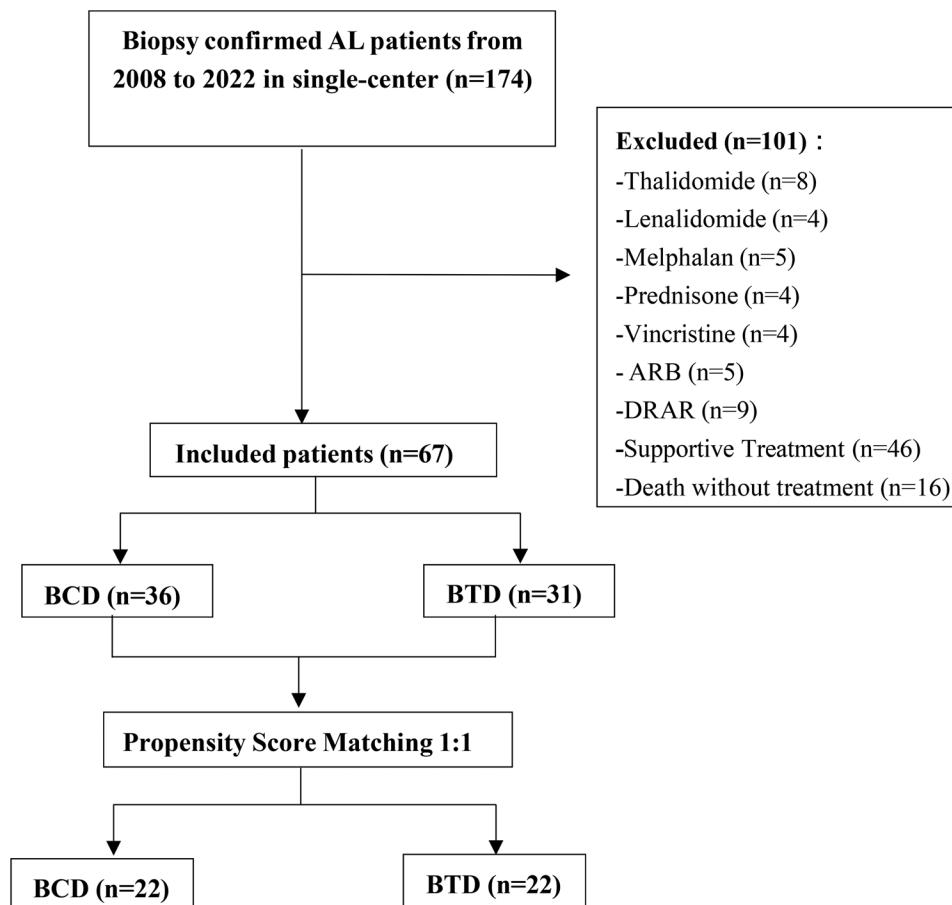 Biopsy confirmed AL patients from
2008 to 2022 in single-center (n=174)
Excluded (n=101)：
-Thalidomide (n=8)
-Lenalidomide (n=4)
-Melphalan (n=5)
-Prednisone (n=4)
-Vincristine (n=4)
- ARB (n=5)
-DRAR (n=9)
-Supportive Treatment (n=46)
-Death without treatment (n=16)
Included patients (n=67)
BCD (n=36)
BTD (n=31)
Propensity Score Matching 1:1
BCD (n=22)
BTD (n=22)